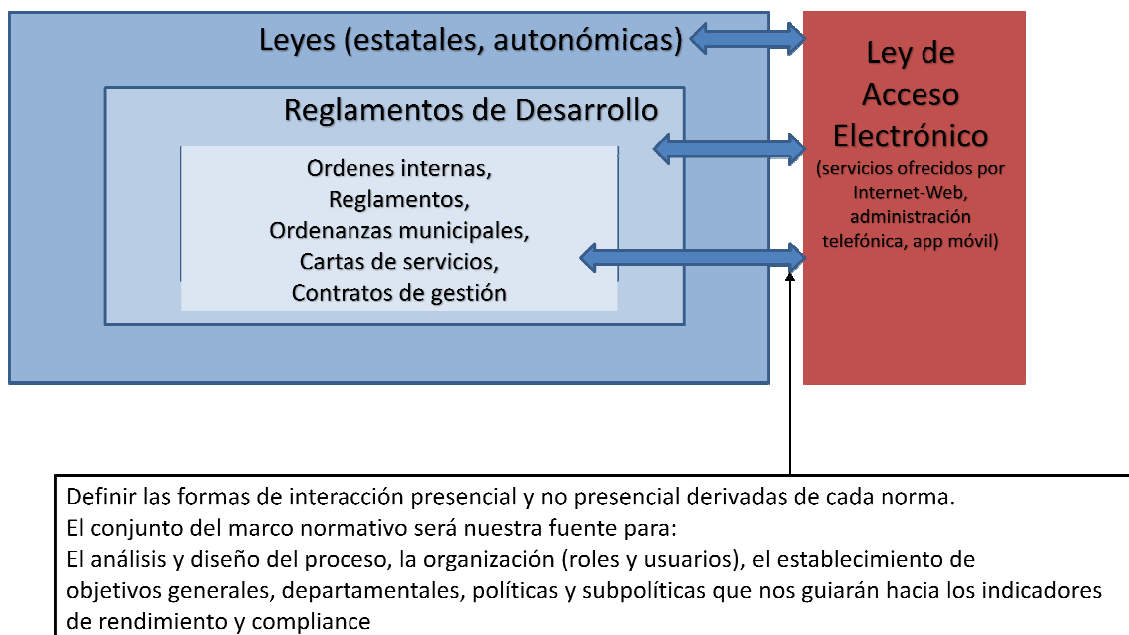 Leyes (estatales, autonómicas)
Reglamentos de Desarrollo
Ordenes internas,
Reglamentos,
Ordenanzas municipales,
Cartas de servicios,
Contratos de gestión
Ley de
Acceso
Electrónico
(servicios ofrecidos por
Internet-Web,
administración
telefónica, app móvil)
Definir las formas de interacción presencial y no presencial derivadas de cada norma.
El conjunto del marco normativo será nuestra fuente para:
El análisis y diseño del proceso, la organización (roles y usuarios), el establecimiento de
objetivos generales, departamentales, políticas y subpolíticas que nos guiarán hacia los indicadores
de rendimiento y compliance